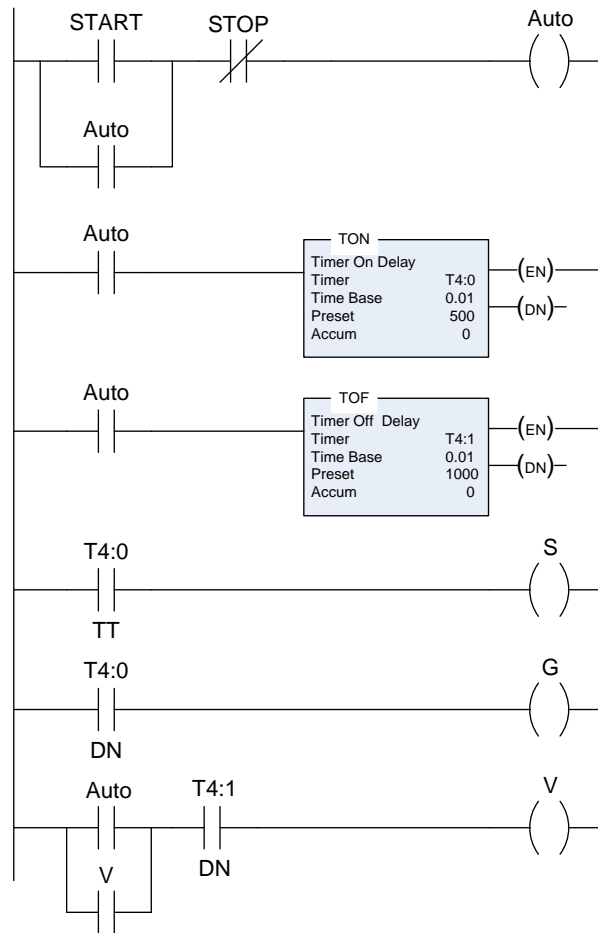 START STOP Auto
Auto
Auto
TON
Timer On Delay
Timer T4:0
Time Base 0.01
Preset 500
Accum 0
(EN)
(DN)
Auto
TOF
Timer Off Delay
Timer T4:1
Time Base 0.01
Preset 1000
Accum 0
(EN)
(DN)
T4:0 S
TT
T4:0 G
DN
Auto T4:1 V
DN
V